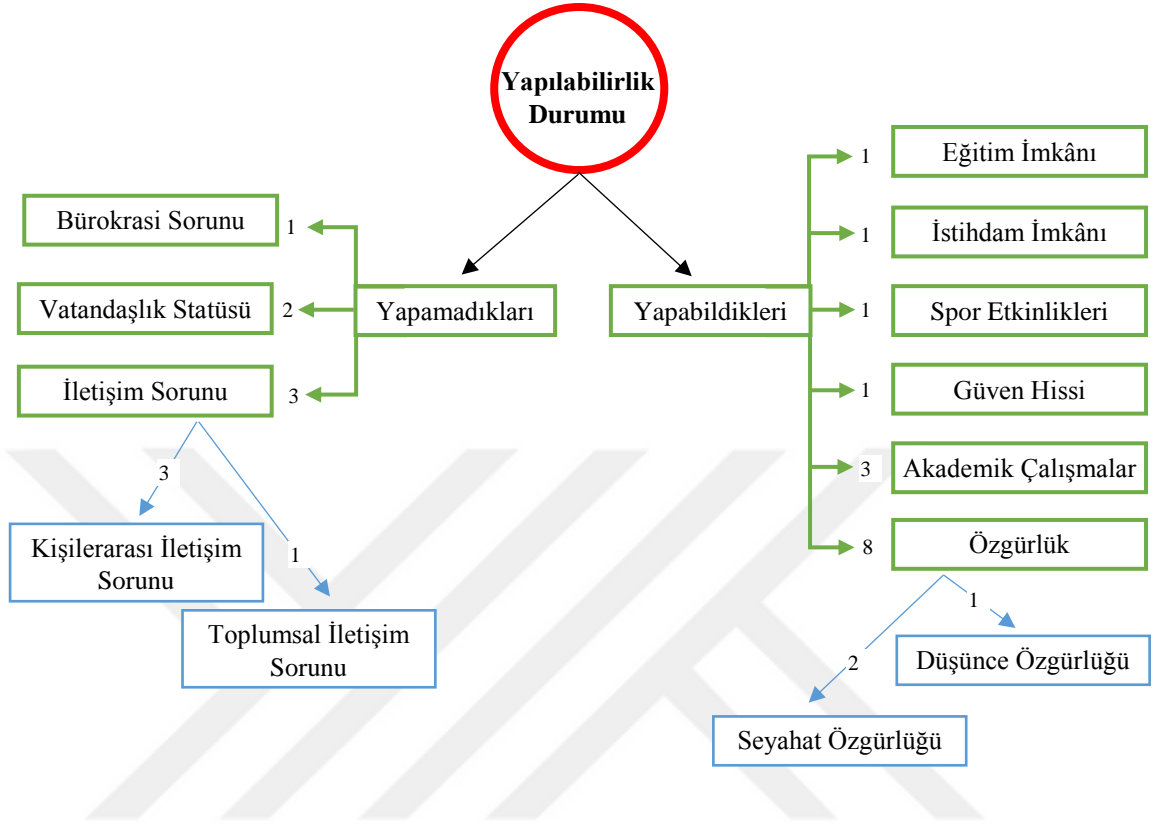 Yapılabilirlik
Durumu
Bürokrasi Sorunu
1
Vatandaşlık Statüsü
2
İletişim Sorunu
3
Yapamadıkları
Yapabildikleri
1
Eğitim İmkânı
1
İstihdam İmkânı
1
Spor Etkinlikleri
1
Güven Hissi
3
Akademik Çalışmalar
8
Özgürlük
3
Kişilerarası İletişim
Sorunu
1
Toplumsal İletişim
Sorunu
1
Düşünce Özgürlüğü
2
Seyahat Özgürlüğü